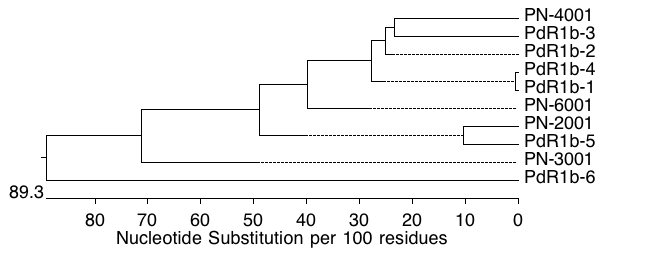 PN-4001
PdR1b-3
PdR1b-2
PdR1b-4
PdR1b-1
PN-6001
PN-2001
PdR1b-5
PN-3001
PdR1b-6
89.3
80 70 60 50 40 30 20 10 0
Nucleotide Substitution per 100 residues